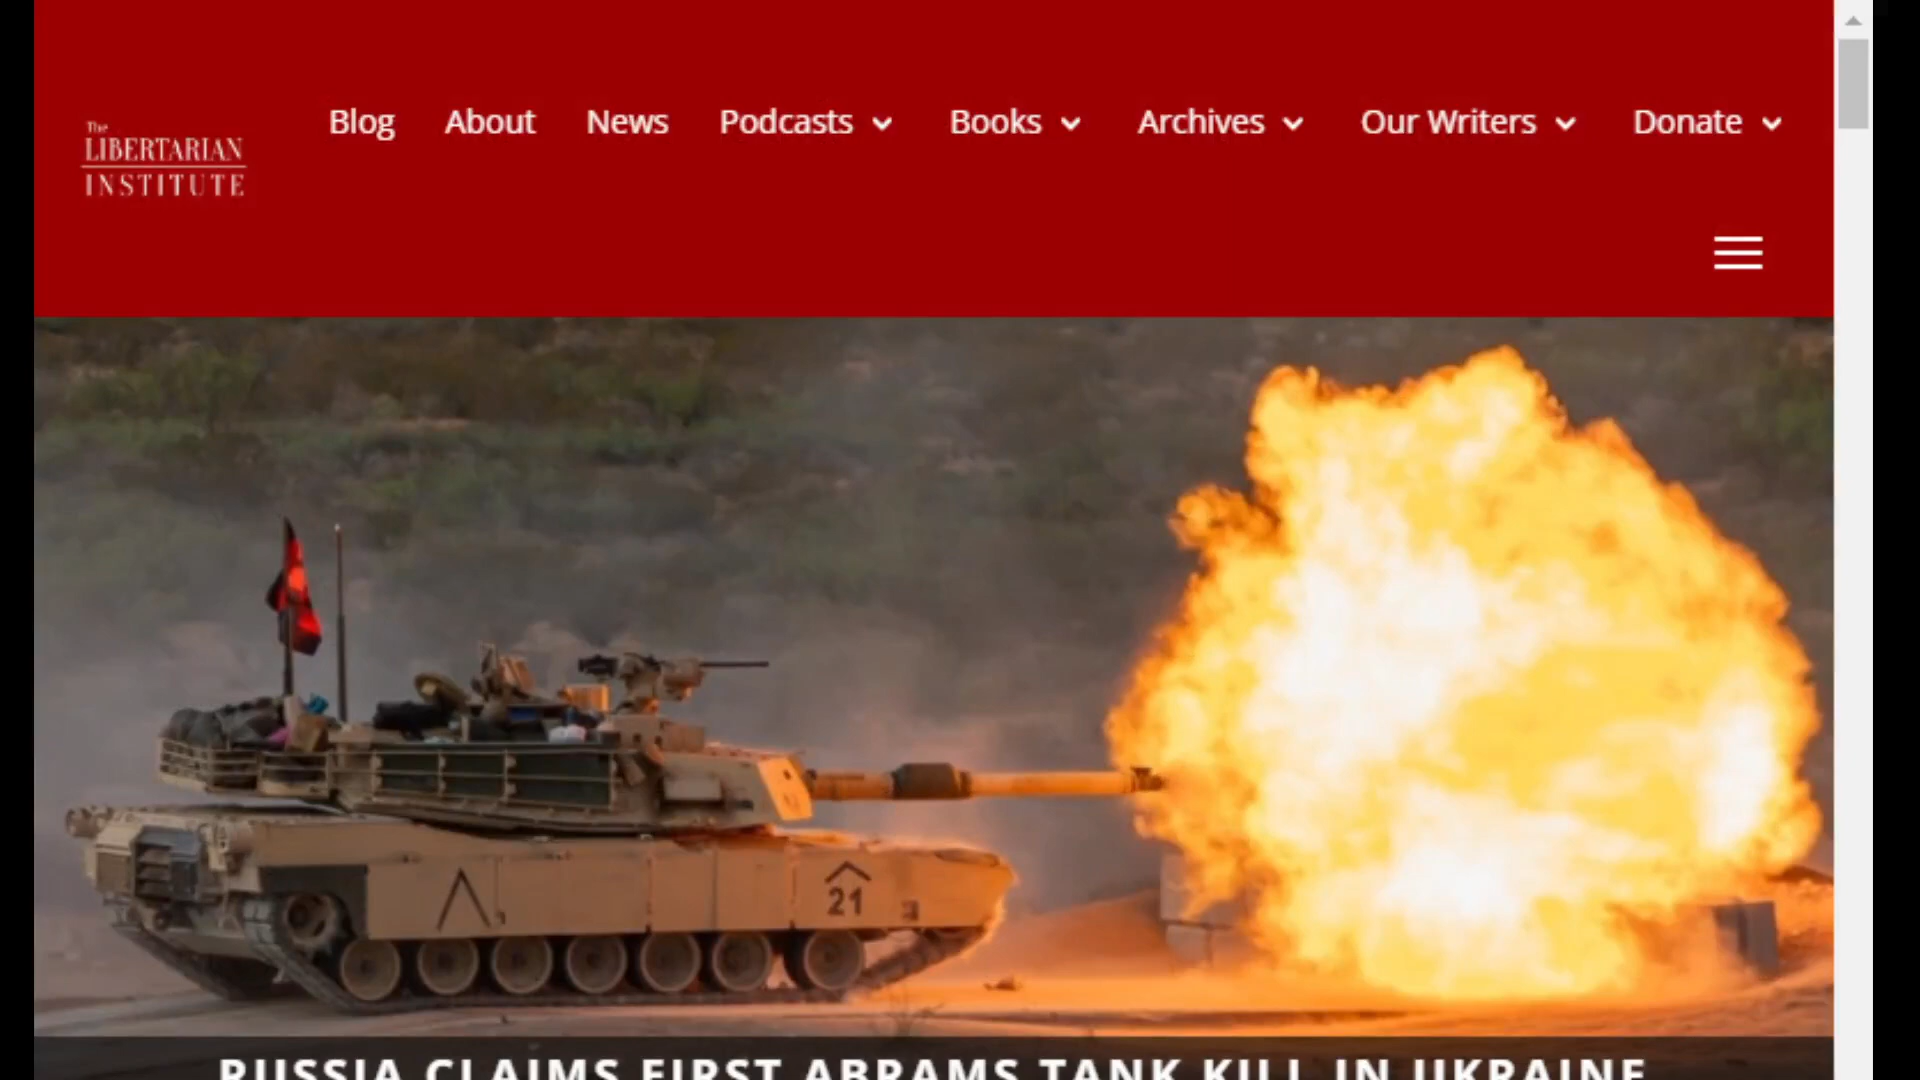 The
LIBERTARIAN
INSTITUTE
Blog About News Podcasts Books Archives Our Writers Donate
21
RUSSIA CLAIMS FIRST ABRAMS TANK KILL IN UKRAINE